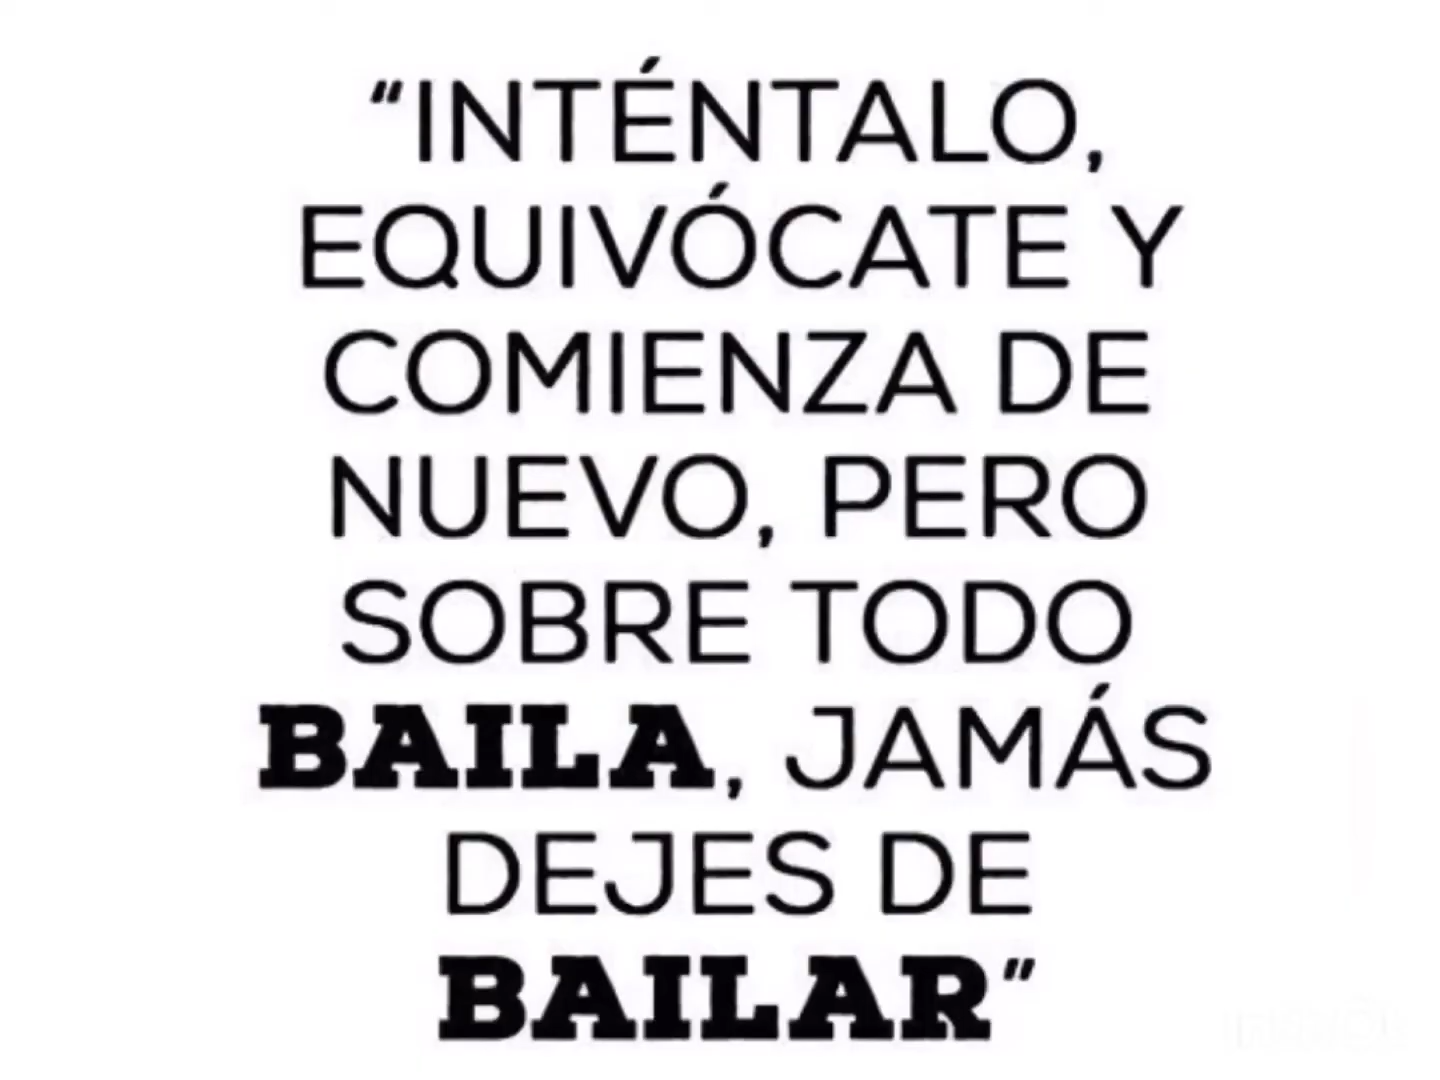 “INTÉNTALO,
EQUIVÓCATE Y
COMIENZA DE
NUEVO, PERO
SOBRE TODO
BAILA, JAMÁS
DEJES DE
BAILAR”